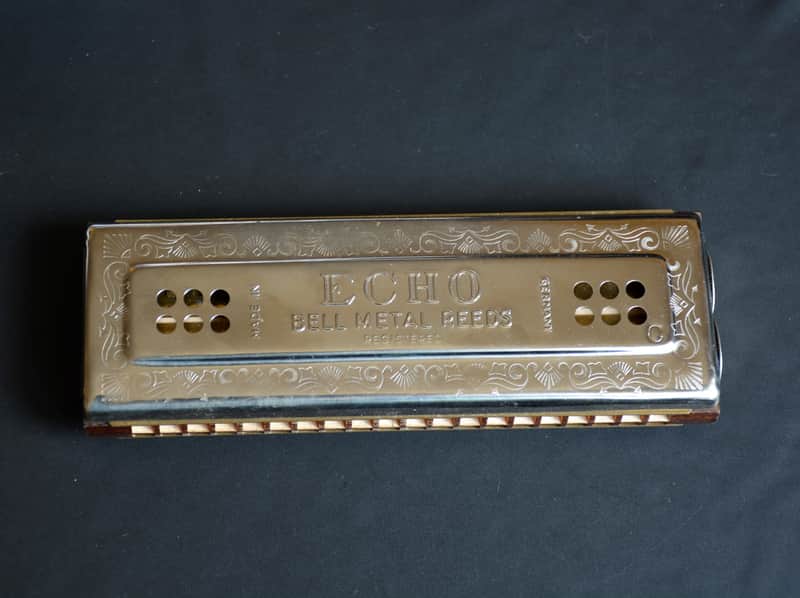 ECHO
BELL METAL REEDS
REGISTERED
MADE IN
GERMANY
C